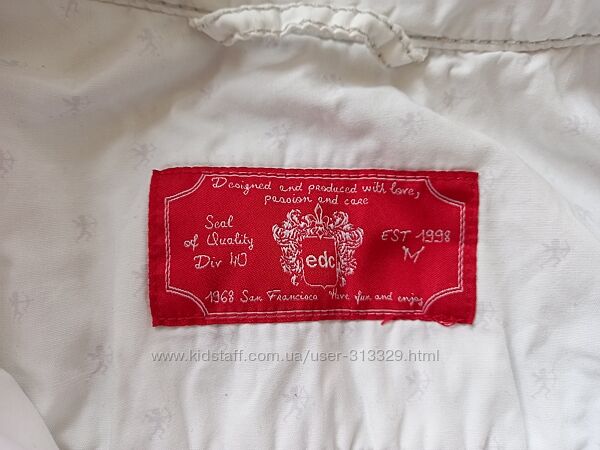 Designed and produced with love,
passion and care
Seal
of Quality
Div 40
edc
EST 1998
M
1968 San Francisco Have fun and enjoy
www.kidstaff.com.ua/user-313329.html